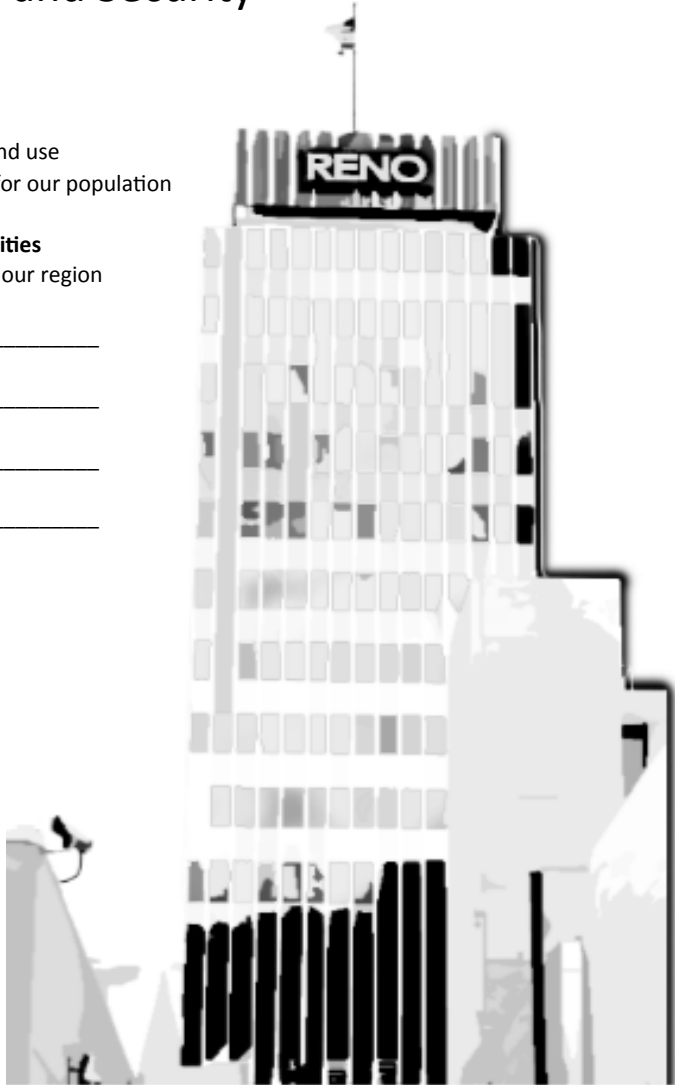 and Security
nd use
for our population
RENO
ities
our region